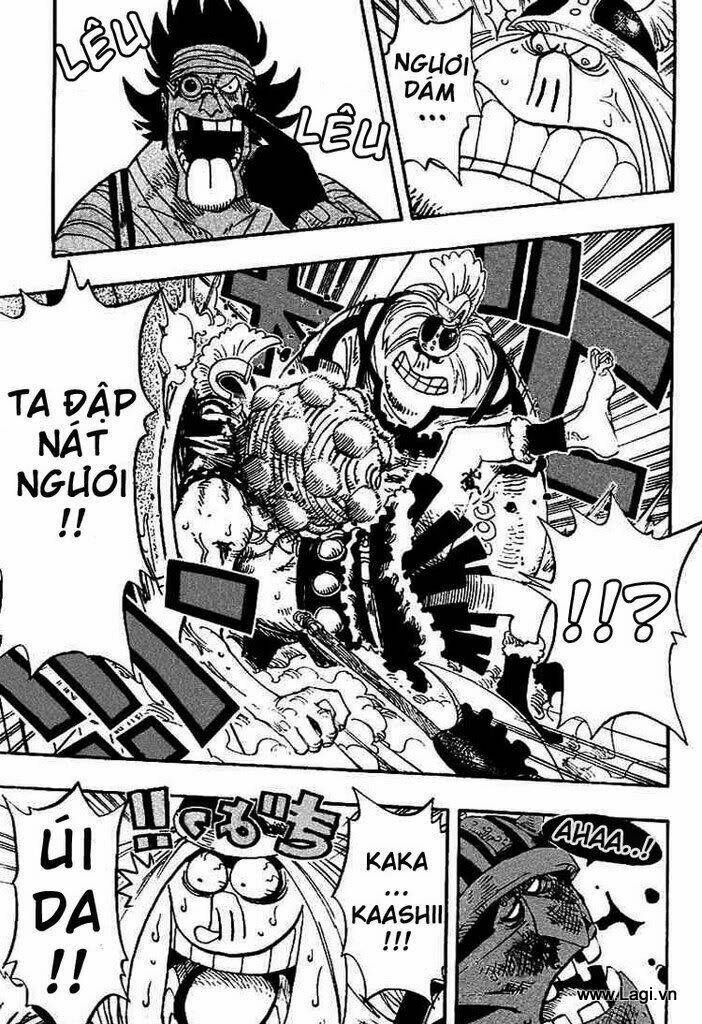 NGƯƠI
DÁM
...
LÊU
LÊU
TA ĐẬP
NÁT
NGƯƠI
!!
!!?
AHAA..!
KAKA
...
KAASHII
!!!
ÚI
DA
!!
www.Lagi.vn